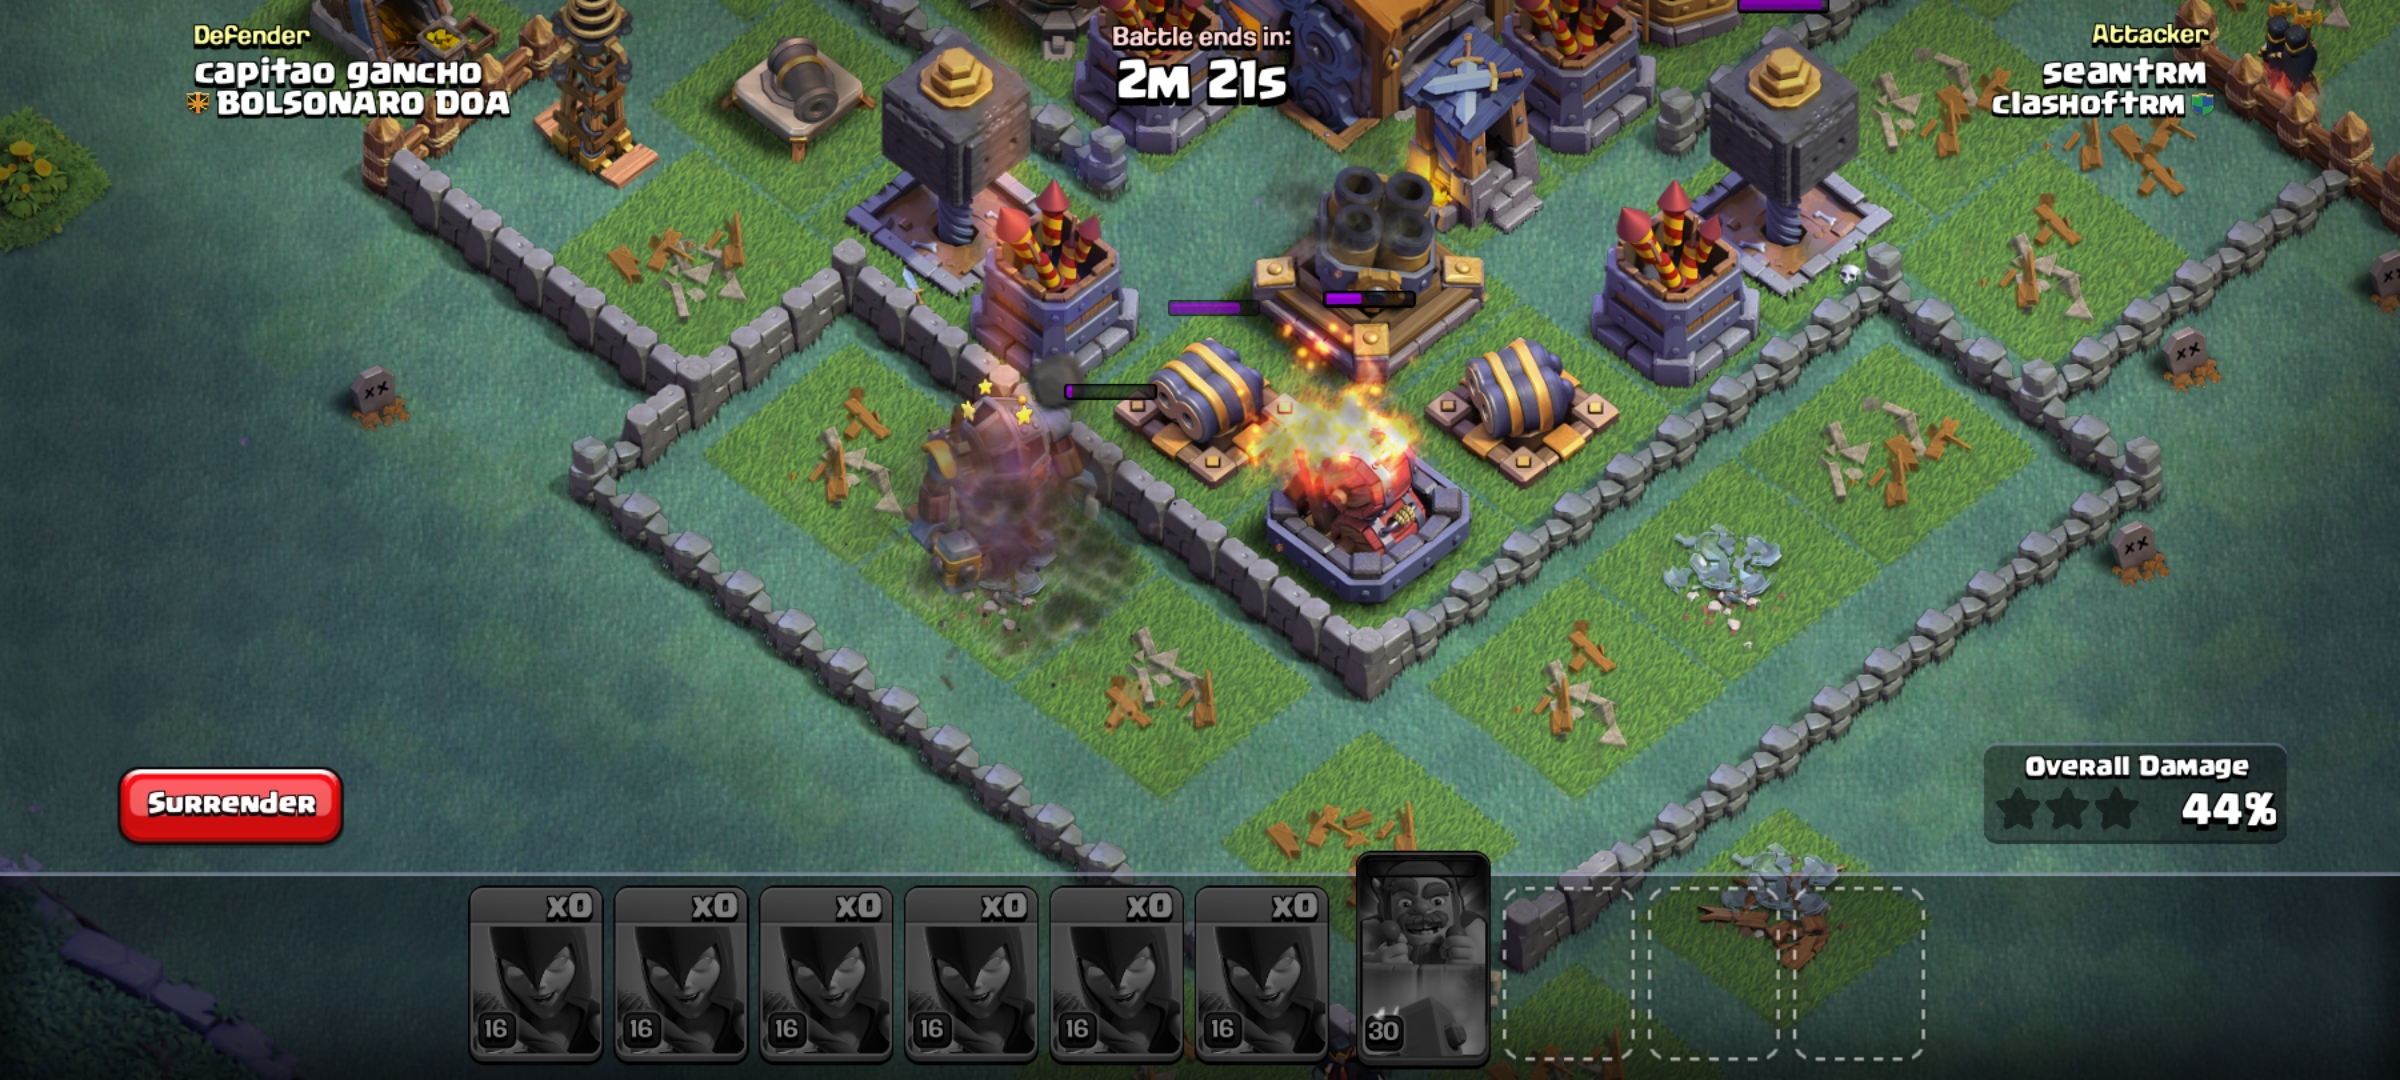 Defender
capitao gancho
BOLSONARO DOA
Battle ends in:
2M 21s
Attacker
seantRM
clashoftRM
Surrender
Overall Damage
44%
x0
x0
x0
x0
x0
x0
16
16
16
16
16
16
30